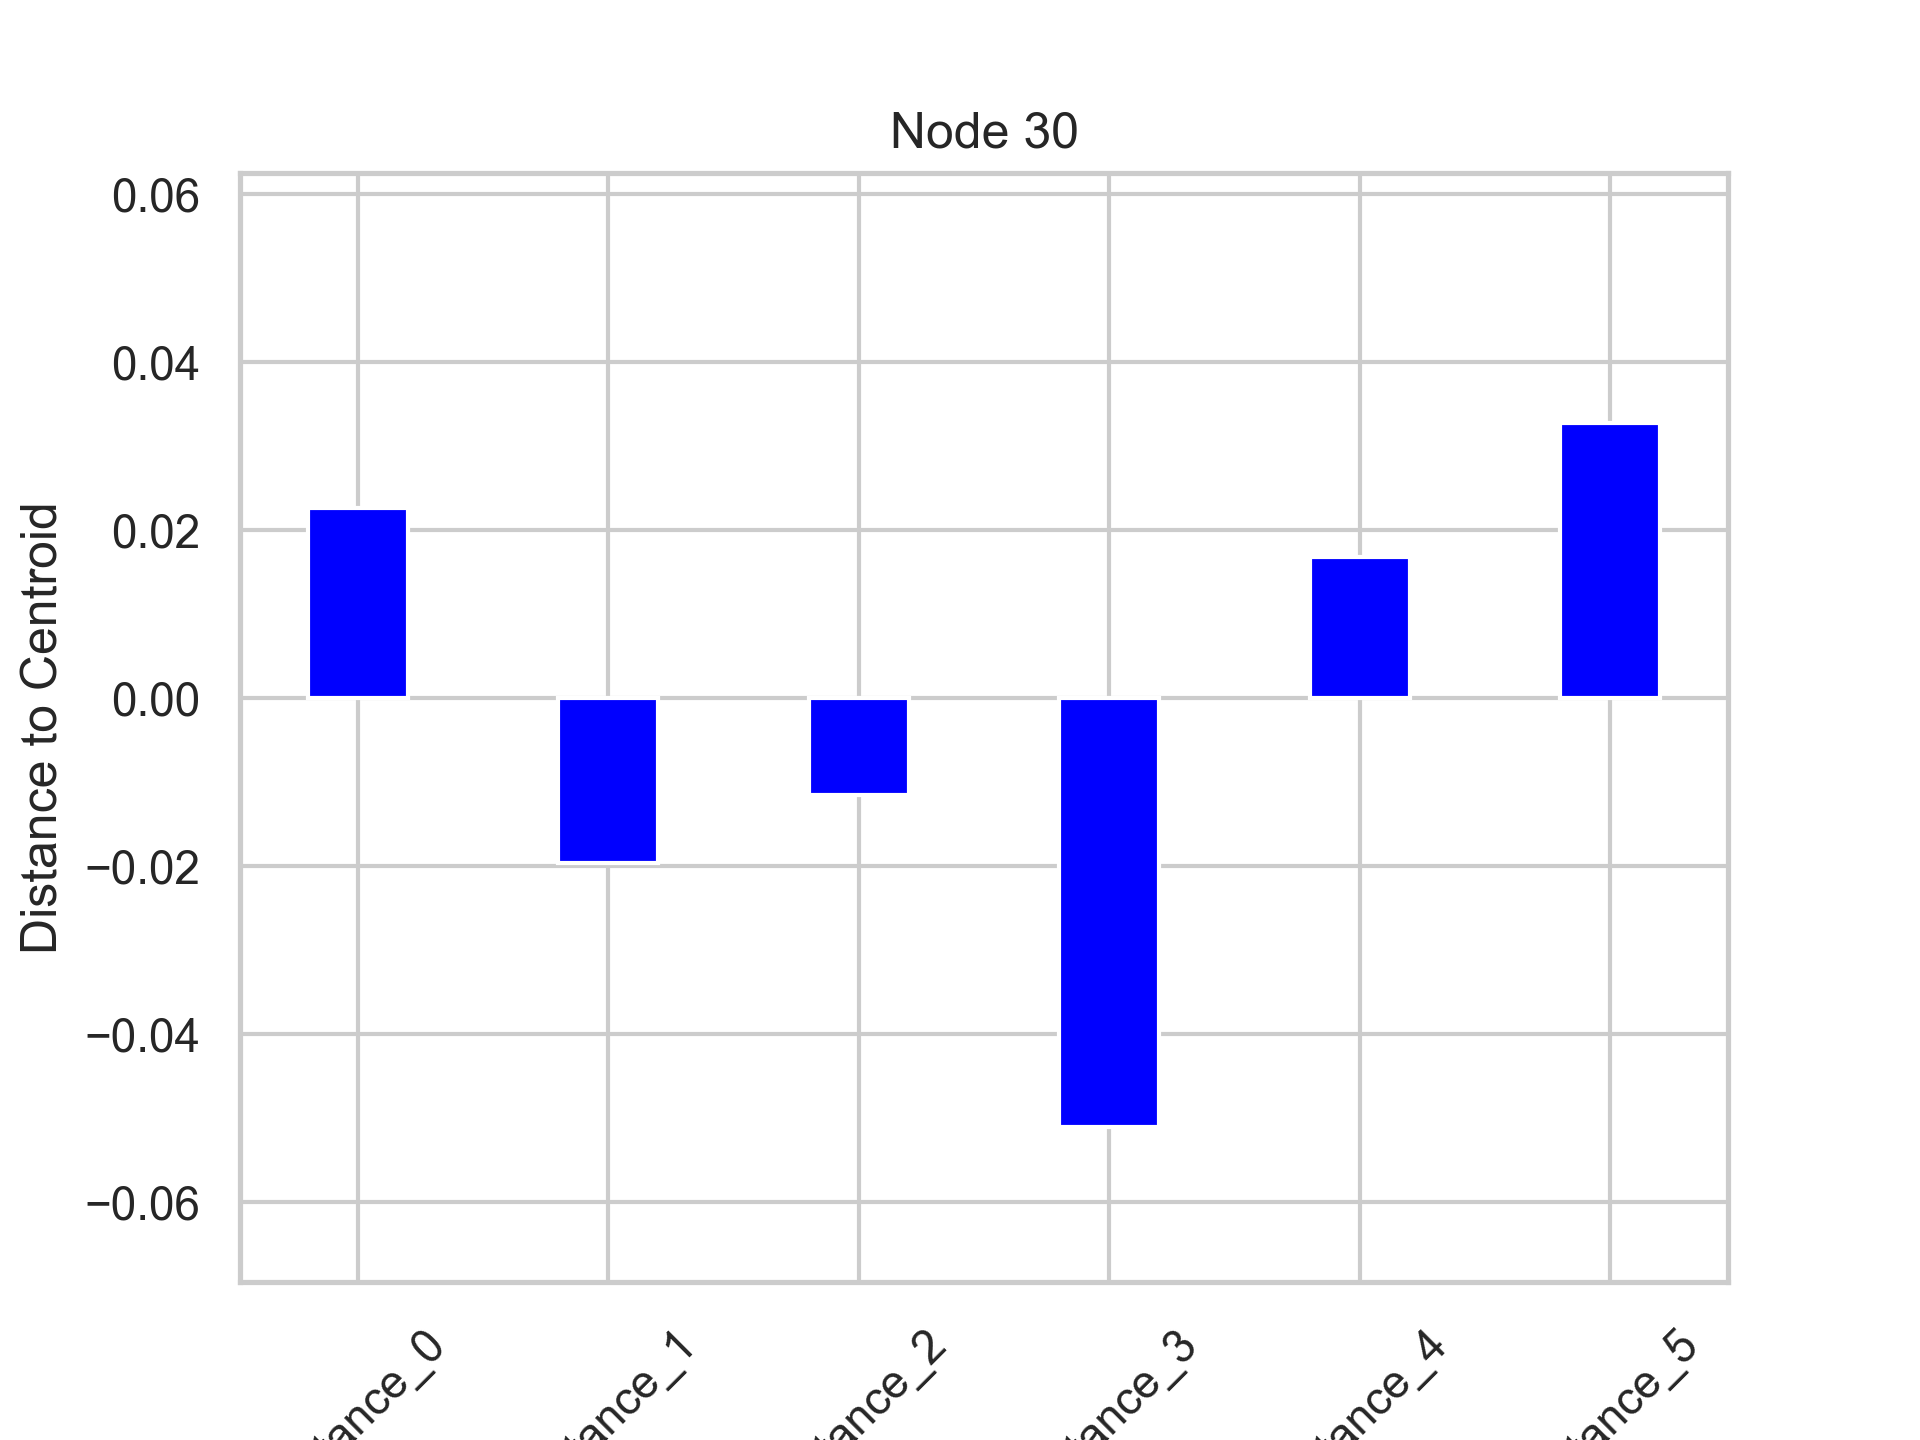 Node 30
0.06
0.04
0.02
0.00
−0.02
−0.04
−0.06
Distance to Centroid
tance_0
tance_1
tance_2
tance_3
tance_4
tance_5